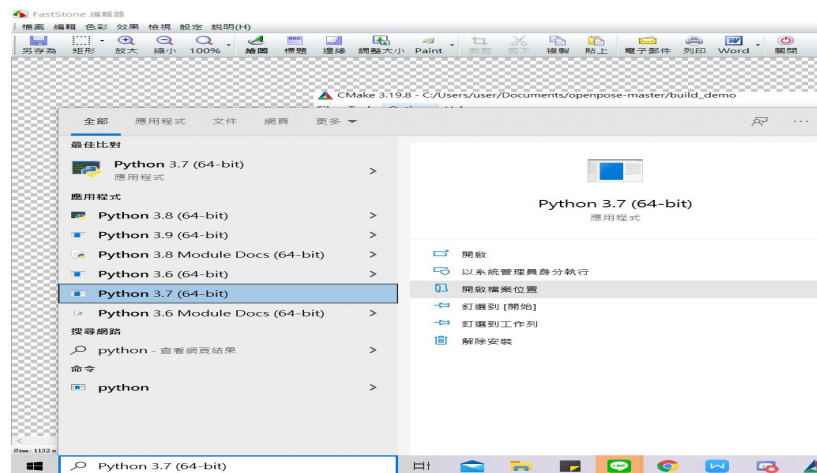 FastStone 編輯器
檔案 編輯 色彩 效果 檢視 設定 說明(H)
另存為 矩形 放大 縮小 100% 繪圖 標題 邊緣 調整大小 Paint 裁剪 剪下 複製 貼上 電子郵件 列印 Word 關閉
CMake 3.19.8 - C:/Users/user/Documents/openpose-master/build_demo
全部 應用程式 文件 網頁 更多
最佳比對
Python 3.7 (64-bit)
應用程式
應用程式
Python 3.8 (64-bit)
Python 3.9 (64-bit)
Python 3.8 Module Docs (64-bit)
Python 3.6 (64-bit)
Python 3.7 (64-bit)
Python 3.6 Module Docs (64-bit)
搜尋網路
python - 查看網頁結果
命令
python
Python 3.7 (64-bit)
應用程式
開啟
以系統管理員身分執行
開啟檔案位置
釘選到 [開始]
釘選到工作列
解除安裝
Python 3.7 (64-bit)